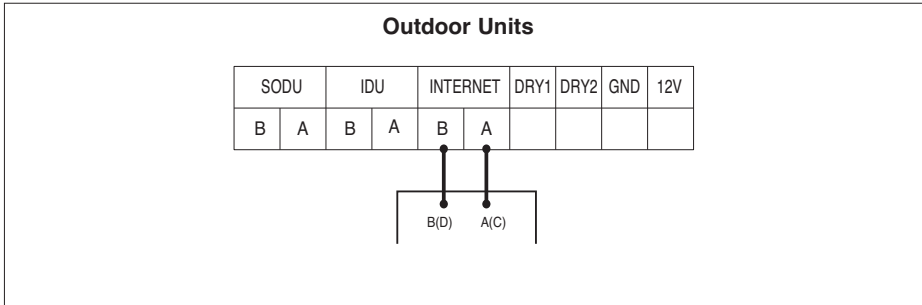 Outdoor Units
SODU IDU INTERNET DRY1 DRY2 GND 12V
B A B A B A
B(D) A(C)